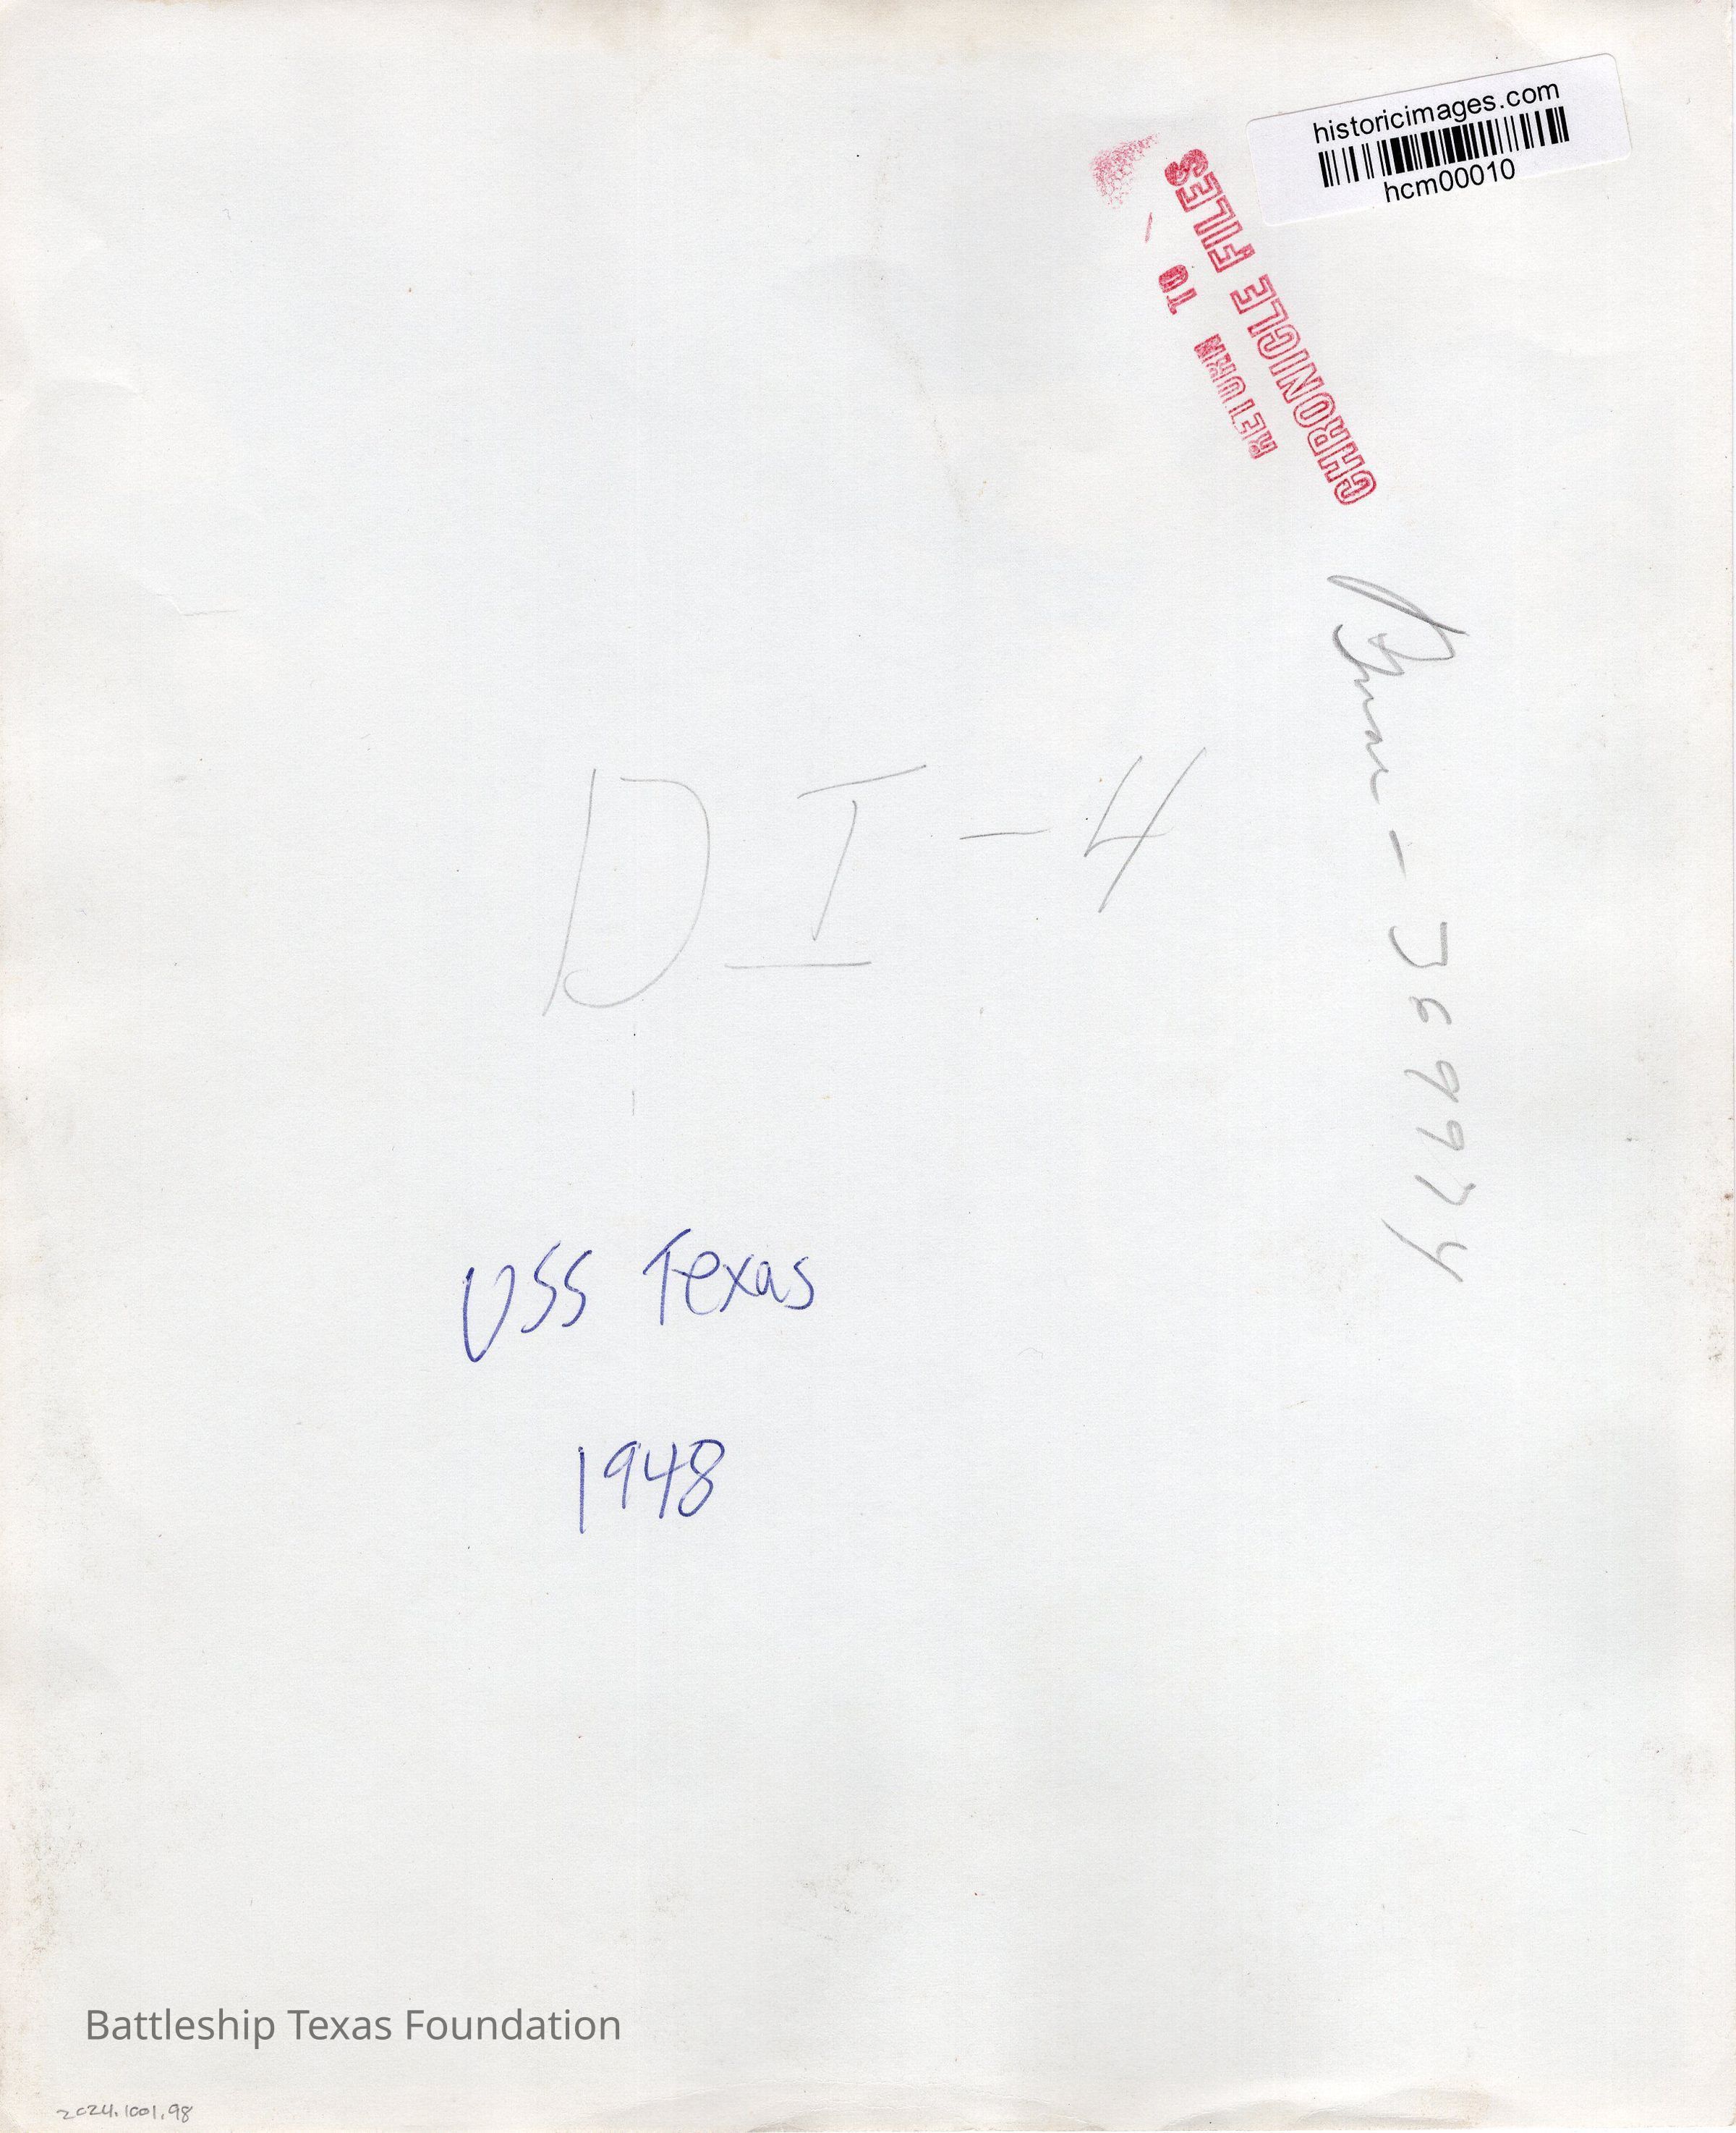 historicimages.com
hcm00010
RETURN TO
CHRONICLE FILES
DI-4
USS Texas
1948
Battleship Texas Foundation
2024.1001.98